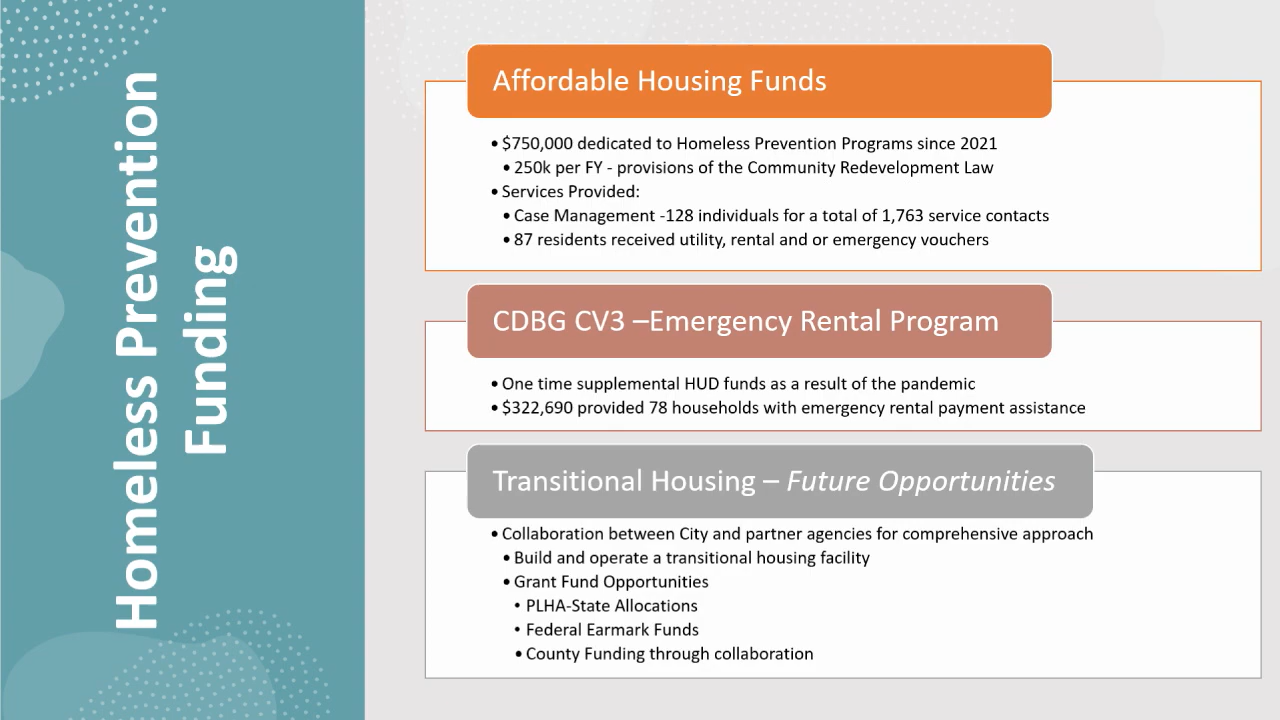 Homeless Prevention
Funding
Affordable Housing Funds
•$750,000 dedicated to Homeless Prevention Programs since 2021
•250k per FY - provisions of the Community Redevelopment Law
•Services Provided:
•Case Management -128 individuals for a total of 1,763 service contacts
•87 residents received utility, rental and or emergency vouchers
CDBG CV3 –Emergency Rental Program
•One time supplemental HUD funds as a result of the pandemic
•$322,690 provided 78 households with emergency rental payment assistance
Transitional Housing – Future Opportunities
•Collaboration between City and partner agencies for comprehensive approach
•Build and operate a transitional housing facility
•Grant Fund Opportunities
• PLHA-State Allocations
• Federal Earmark Funds
•County Funding through collaboration